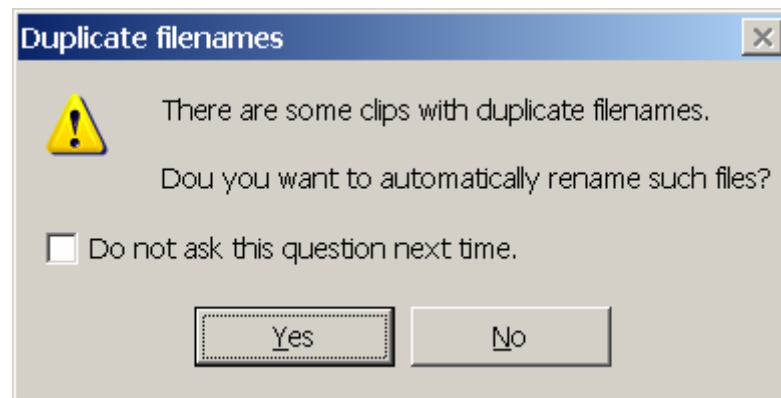 Duplicate filenames
There are some clips with duplicate filenames.
Dou you want to automatically rename such files?
Do not ask this question next time.
Yes
No